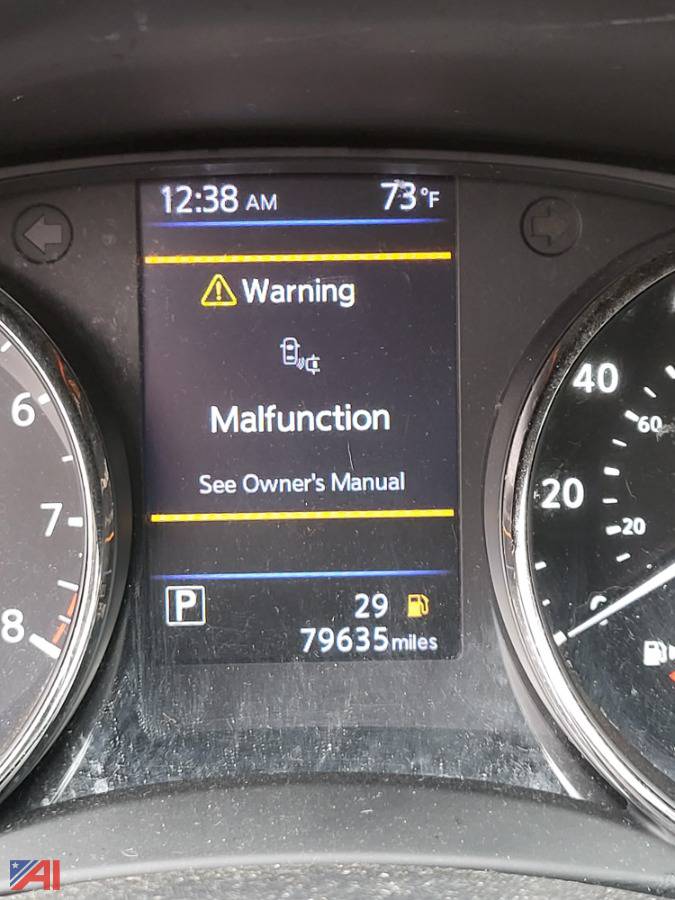 12:38 AM 73°F
Warning
Malfunction
See Owner's Manual
P 29
79635 miles
6
7
8
40
60
20
20
AI